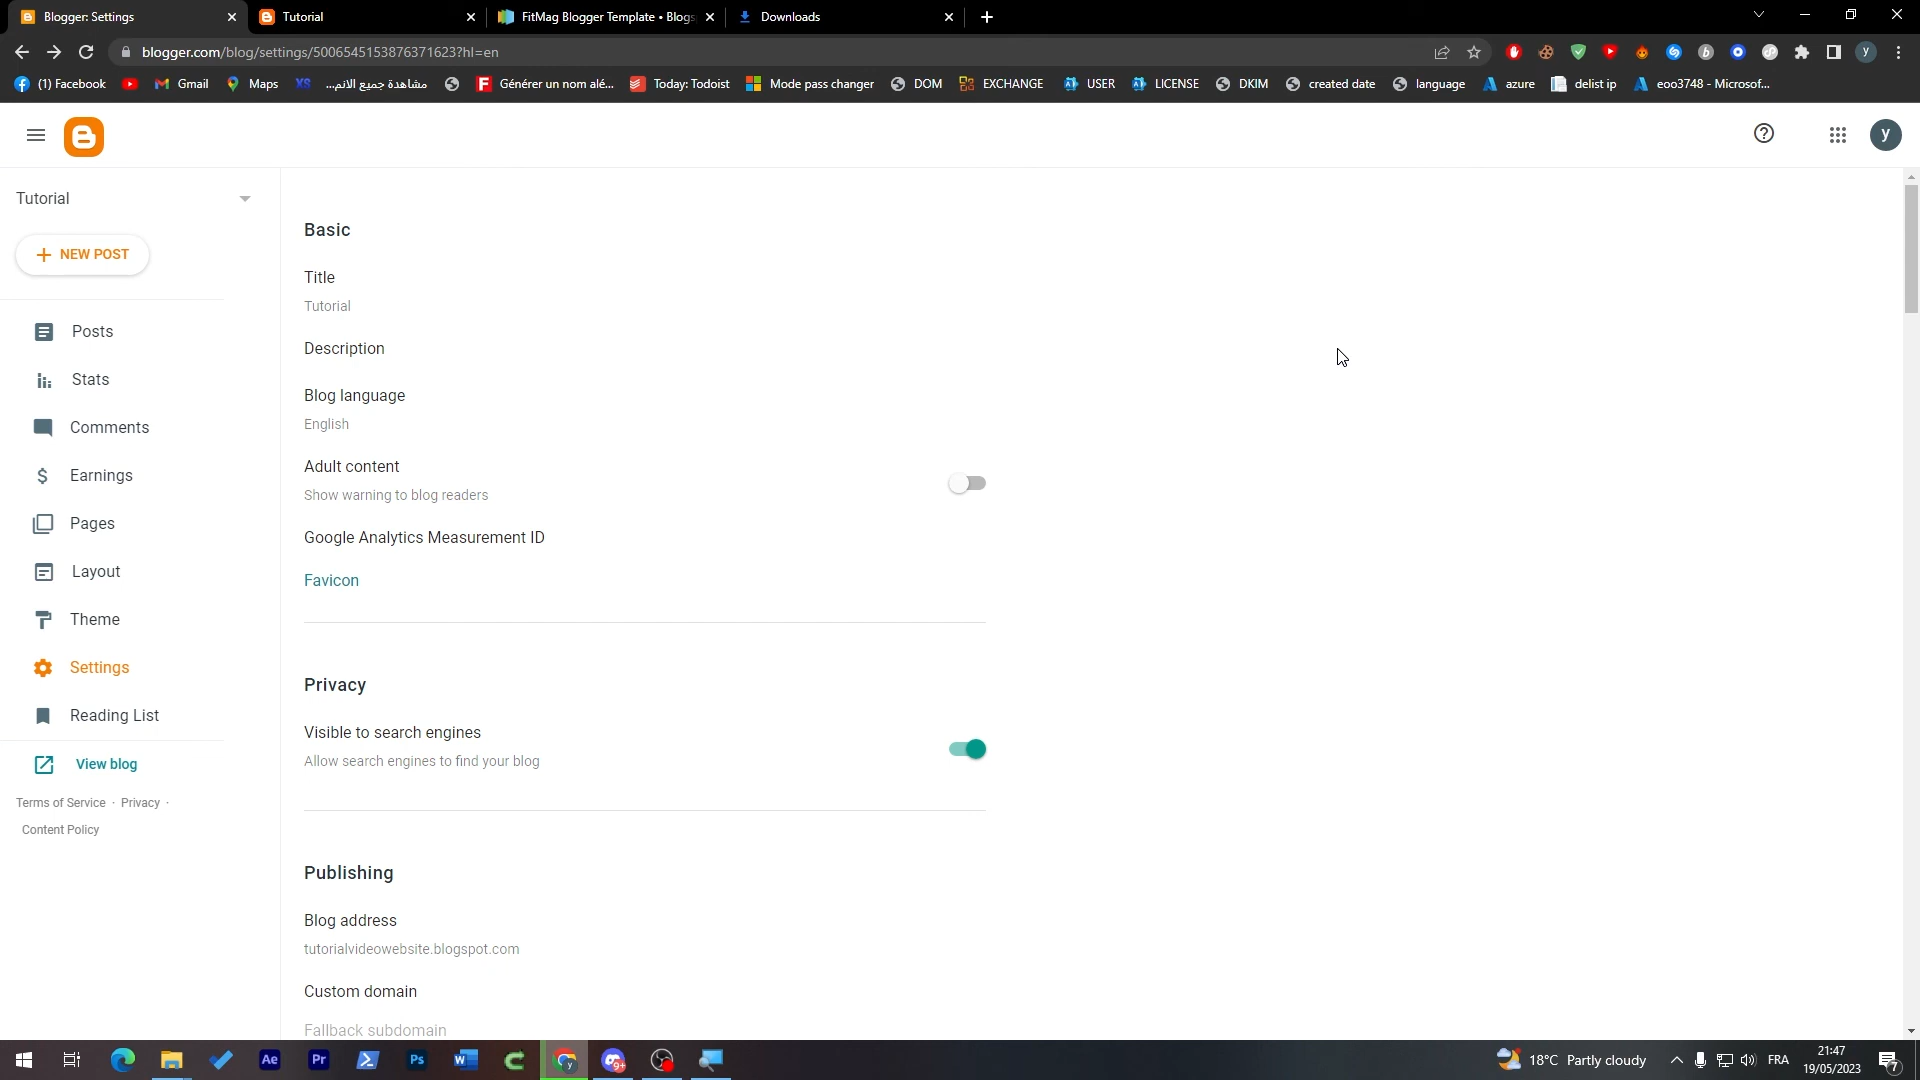 Blogger: Settings
Tutorial
FitMag Blogger Template • Blogs
Downloads
blogger.com/blog/settings/5006545153876371623?hl=en
(1) Facebook
Gmail
Maps
مشاهدة جميع الانم...
Générer un nom alé...
Today: Todoist
Mode pass changer
DOM
EXCHANGE
USER
LICENSE
DKIM
created date
language
azure
delist ip
eoo3748 - Microsof...
y
Tutorial
NEW POST
Posts
Stats
Comments
Earnings
Pages
Layout
Theme
Settings
Reading List
View blog
Terms of Service · Privacy ·
Content Policy
Basic
Title
Tutorial
Description
Blog language
English
Adult content
Show warning to blog readers
Google Analytics Measurement ID
Favicon
Privacy
Visible to search engines
Allow search engines to find your blog
Publishing
Blog address
tutorialvideowebsite.blogspot.com
Custom domain
Fallback subdomain
Ae
Pr
Ps
W
9+
18°C Partly cloudy
FRA
21:47
19/05/2023
7